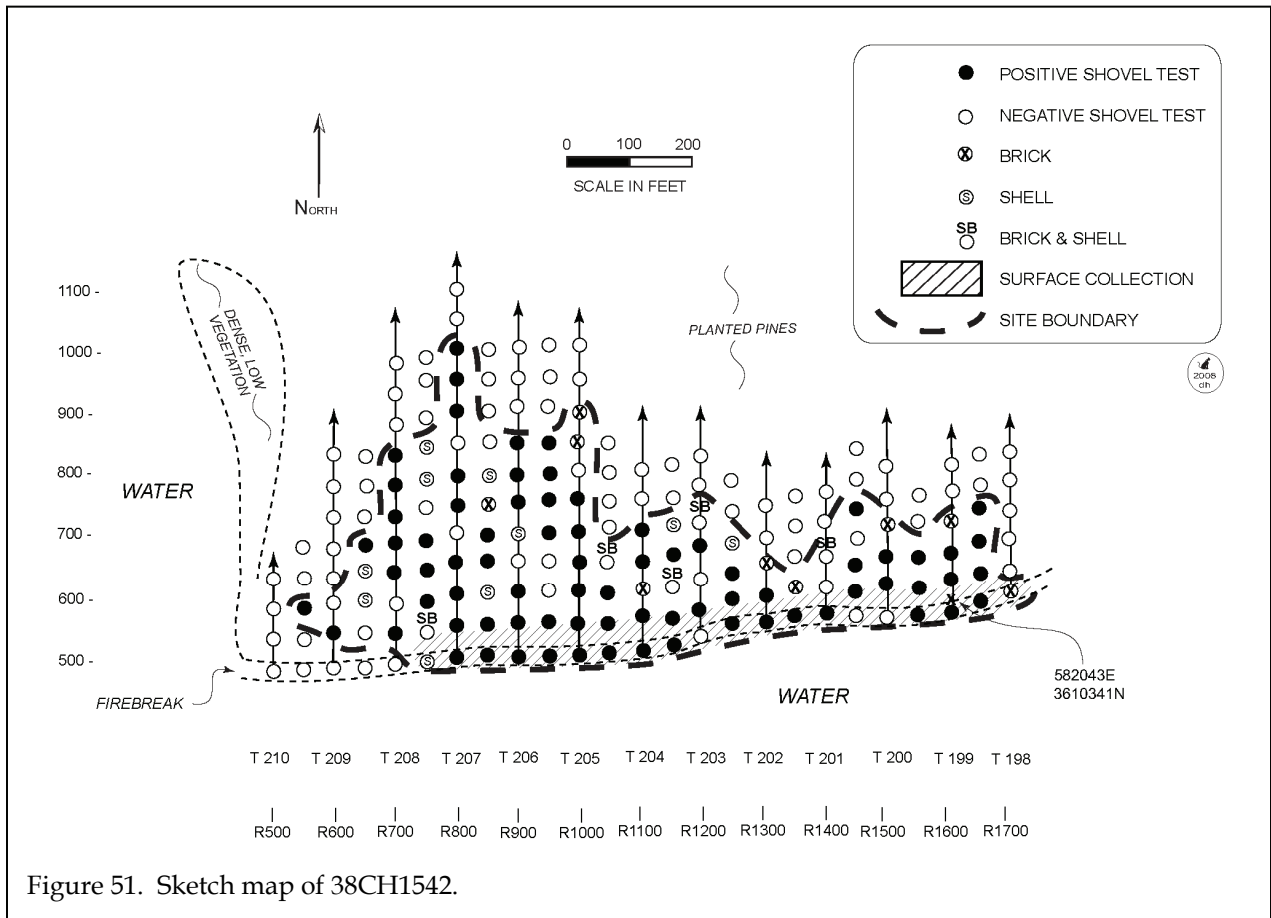 POSITIVE SHOVEL TEST
NEGATIVE SHOVEL TEST
X BRICK
S SHELL
SB
BRICK & SHELL
SURFACE COLLECTION
SITE BOUNDARY
2006
dlh
NORTH
0 100 200
SCALE IN FEET
1100 -
1000 -
900 -
800 -
700 -
600 -
500 -
DENSE, LOW
VEGETATION
PLANTED PINES
WATER
S
S
S
X
S
S
S
SB
S
X
S
X
X
SB
X
S
SB
SB
S
X
X
SB
X
X
X
X
FIREBREAK
WATER
582043E
3610341N
T 210 T 209 T 208 T 207 T 206 T 205 T 204 T 203 T 202 T 201 T 200 T 199 T 198
R500 R600 R700 R800 R900 R1000 R1100 R1200 R1300 R1400 R1500 R1600 R1700
Figure 51. Sketch map of 38CH1542.